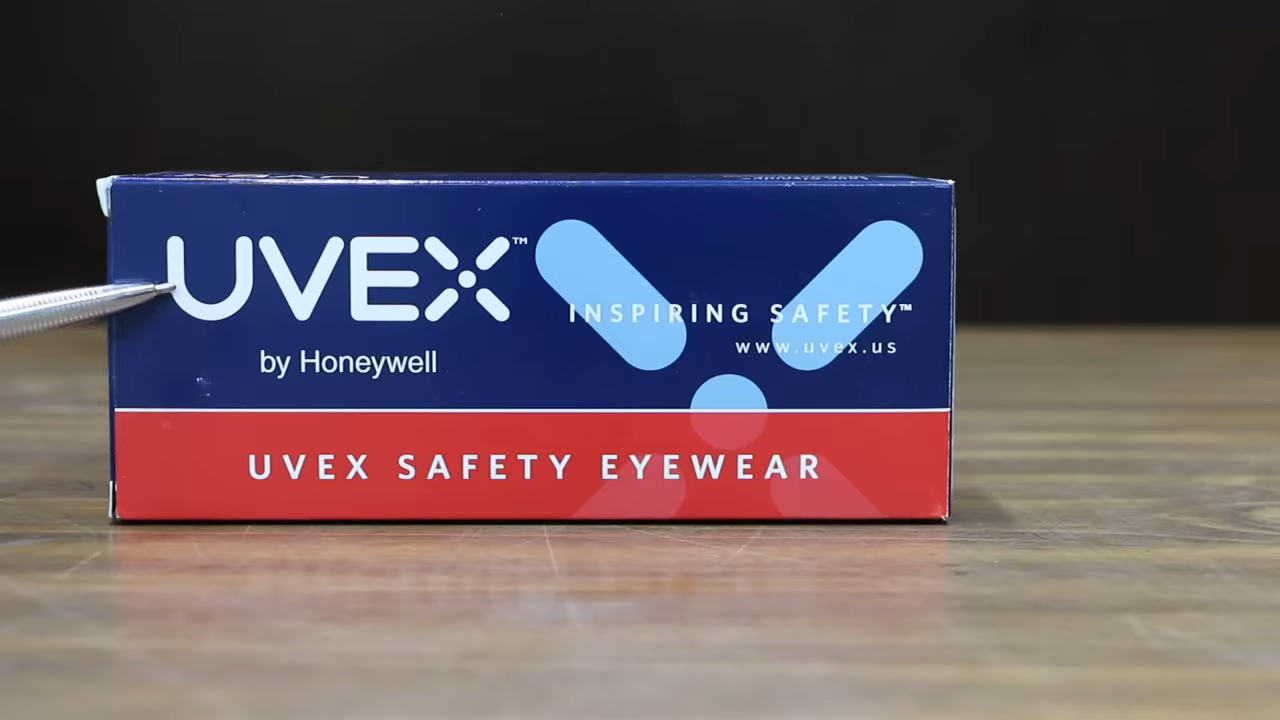 UVEX™
by Honeywell
INSPIRING SAFETY™
www.uvex.us
UVEX SAFETY EYEWEAR